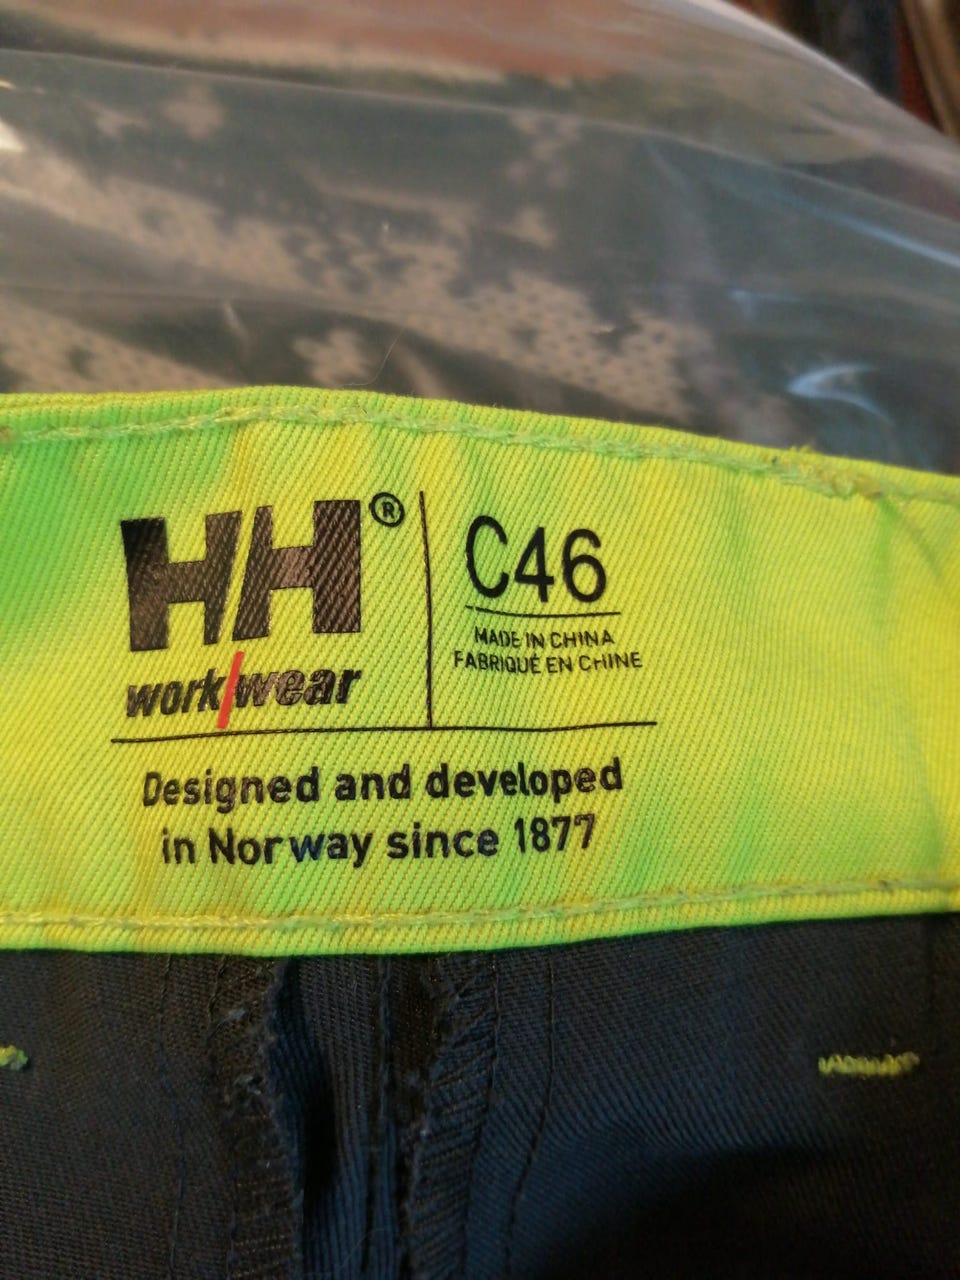 HH®
work/wear
C46
MADE IN CHINA
FABRIQUÉ EN CHINE
Designed and developed
in Norway since 1877